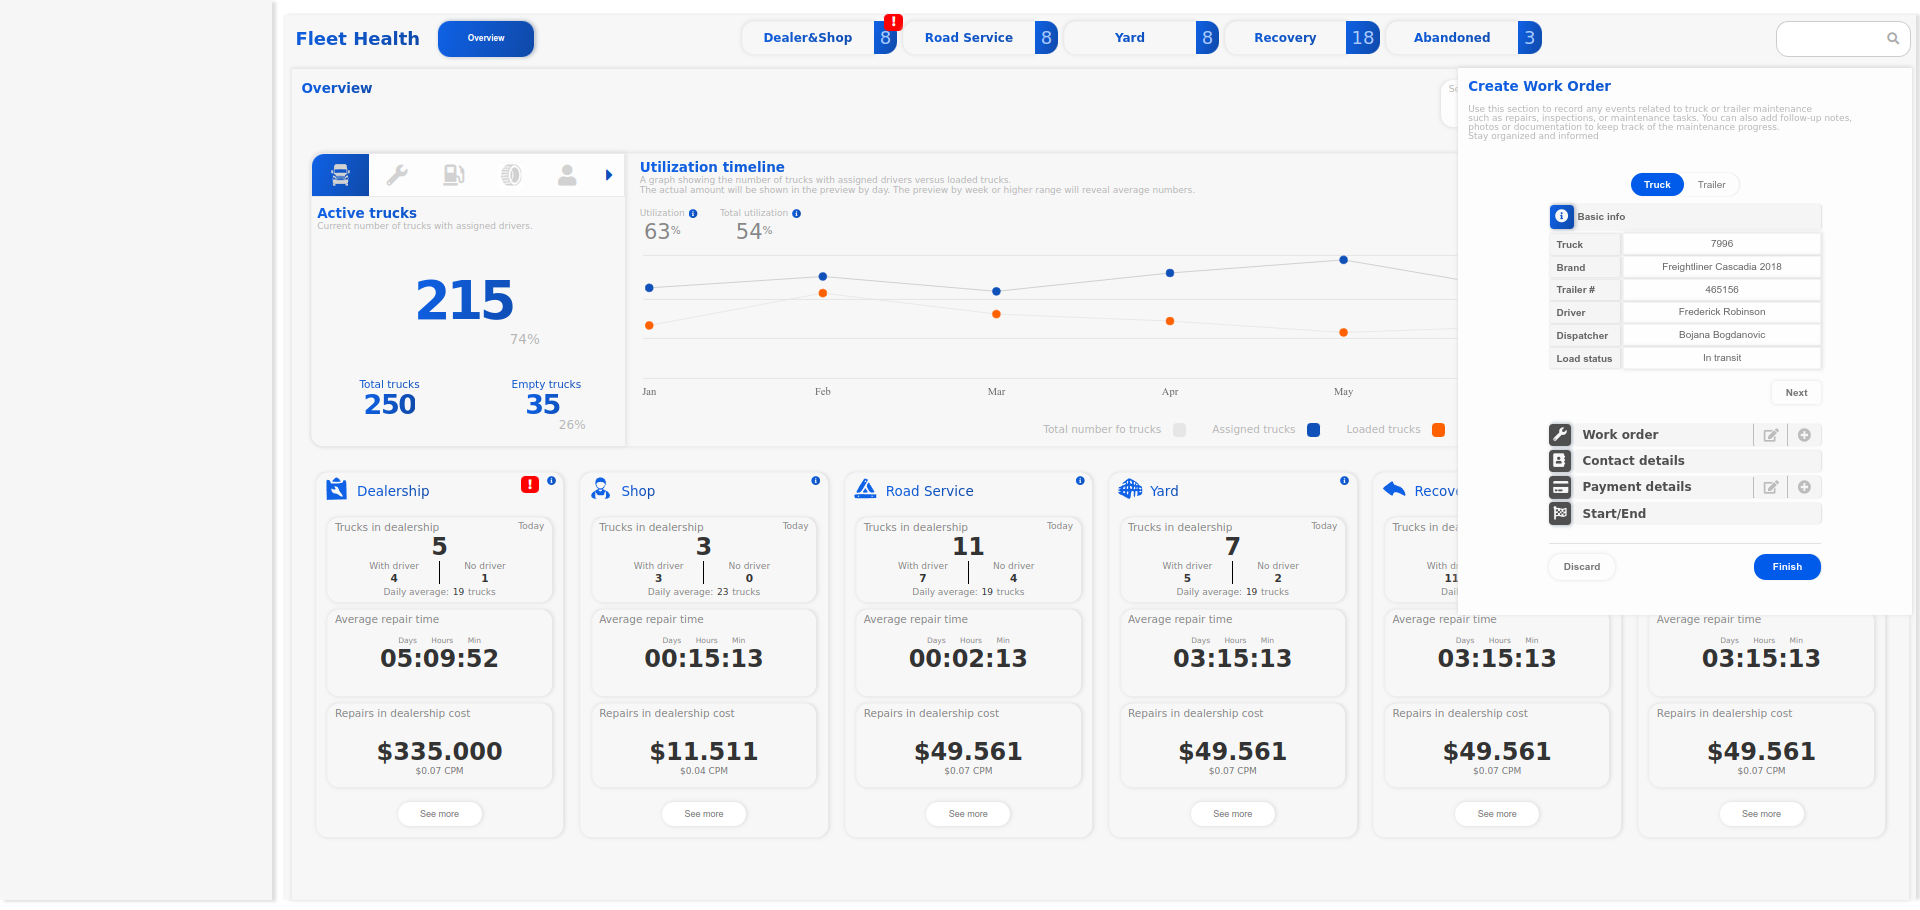 Fleet Health
Overview
Dealer&Shop 8 !
Road Service 8
Yard 8
Recovery 18
Abandoned 3
Overview
Active trucks
Current number of trucks with assigned drivers.
215
74%
Total trucks
250
Empty trucks
35
26%
Utilization timeline
A graph showing the number of trucks with assigned drivers versus loaded trucks.
The actual amount will be shown in the preview by day. The preview by week or higher range will reveal average numbers.
Utilization
63%
Total utilization
54%
Jan Feb Mar Apr May
Total number fo trucks
Assigned trucks
Loaded trucks
Create Work Order
Use this section to record any events related to truck or trailer maintenance
such as repairs, inspections, or maintenance tasks. You can also add follow-up notes,
photos or documentation to keep track of the maintenance progress.
Stay organized and informed
Truck Trailer
Basic info
Truck 7996
Brand Freightliner Cascadia 2018
Trailer # 465156
Driver Frederick Robinson
Dispatcher Bojana Bogdanovic
Load status In transit
Next
Work order
Contact details
Payment details
Start/End
Discard Finish
Dealership !
Trucks in dealership Today
5
With driver No driver
4 1
Daily average: 19 trucks
Average repair time
Days Hours Min
05:09:52
Repairs in dealership cost
$335.000
$0.07 CPM
See more
Shop
Trucks in dealership Today
3
With driver No driver
3 0
Daily average: 23 trucks
Average repair time
Days Hours Min
00:15:13
Repairs in dealership cost
$11.511
$0.04 CPM
See more
Road Service
Trucks in dealership Today
11
With driver No driver
7 4
Daily average: 19 trucks
Average repair time
Days Hours Min
00:02:13
Repairs in dealership cost
$49.561
$0.07 CPM
See more
Yard
Trucks in dealership Today
7
With driver No driver
5 2
Daily average: 19 trucks
Average repair time
Days Hours Min
03:15:13
Repairs in dealership cost
$49.561
$0.07 CPM
See more
Recov
Trucks in de
With d
11
Dail
Average repair time
Days Hours Min
03:15:13
Repairs in dealership cost
$49.561
$0.07 CPM
See more
Average repair time
Days Hours Min
03:15:13
Repairs in dealership cost
$49.561
$0.07 CPM
See more